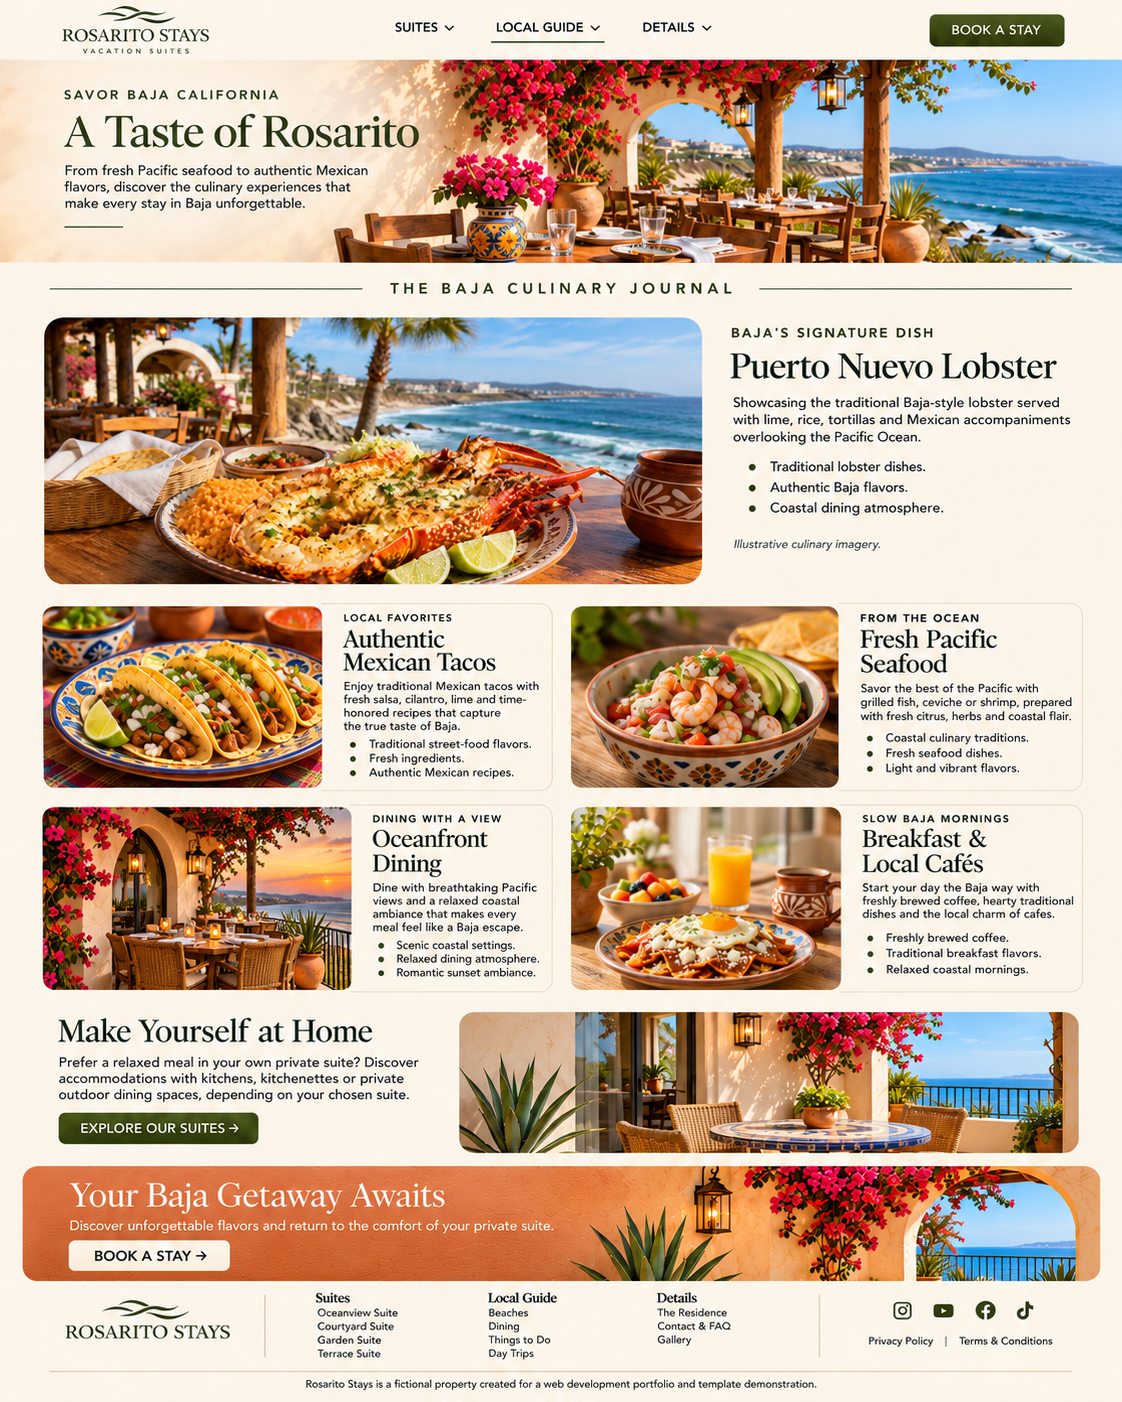 ROSARITO STAYS
VACATION SUITES
SUITES
LOCAL GUIDE
DETAILS
BOOK A STAY
SAVOR BAJA CALIFORNIA
A Taste of Rosarito
From fresh Pacific seafood to authentic Mexican
flavors, discover the culinary experiences that
make every stay in Baja unforgettable.
THE BAJA CULINARY JOURNAL
BAJA'S SIGNATURE DISH
Puerto Nuevo Lobster
Showcasing the traditional Baja-style lobster served
with lime, rice, tortillas and Mexican accompaniments
overlooking the Pacific Ocean.
• Traditional lobster dishes.
• Authentic Baja flavors.
• Coastal dining atmosphere.
Illustrative culinary imagery.
LOCAL FAVORITES
Authentic
Mexican Tacos
Enjoy traditional Mexican tacos with
fresh salsa, cilantro, lime and time-
honored recipes that capture
the true taste of Baja.
• Traditional street-food flavors.
• Fresh ingredients.
• Authentic Mexican recipes.
FROM THE OCEAN
Fresh Pacific
Seafood
Savor the best of the Pacific with
grilled fish, ceviche or shrimp, prepared
with fresh citrus, herbs and coastal flair.
• Coastal culinary traditions.
• Fresh seafood dishes.
• Light and vibrant flavors.
DINING WITH A VIEW
Oceanfront
Dining
Dine with breathtaking Pacific
views and a relaxed coastal
ambiance that makes every
meal feel like a Baja escape.
• Scenic coastal settings.
• Relaxed dining atmosphere.
• Romantic sunset ambiance.
SLOW BAJA MORNINGS
Breakfast &
Local Cafés
Start your day the Baja way with
freshly brewed coffee, hearty traditional
dishes and the local charm of cafes.
• Freshly brewed coffee.
• Traditional breakfast flavors.
• Relaxed coastal mornings.
Make Yourself at Home
Prefer a relaxed meal in your own private suite? Discover
accommodations with kitchens, kitchenettes or private
outdoor dining spaces, depending on your chosen suite.
EXPLORE OUR SUITES →
Your Baja Getaway Awaits
Discover unforgettable flavors and return to the comfort of your private suite.
BOOK A STAY →
ROSARITO STAYS
Suites
Oceanview Suite
Courtyard Suite
Garden Suite
Terrace Suite
Local Guide
Beaches
Dining
Things to Do
Day Trips
Details
The Residence
Contact & FAQ
Gallery
Privacy Policy | Terms & Conditions
Rosarito Stays is a fictional property created for a web development portfolio and template demonstration.